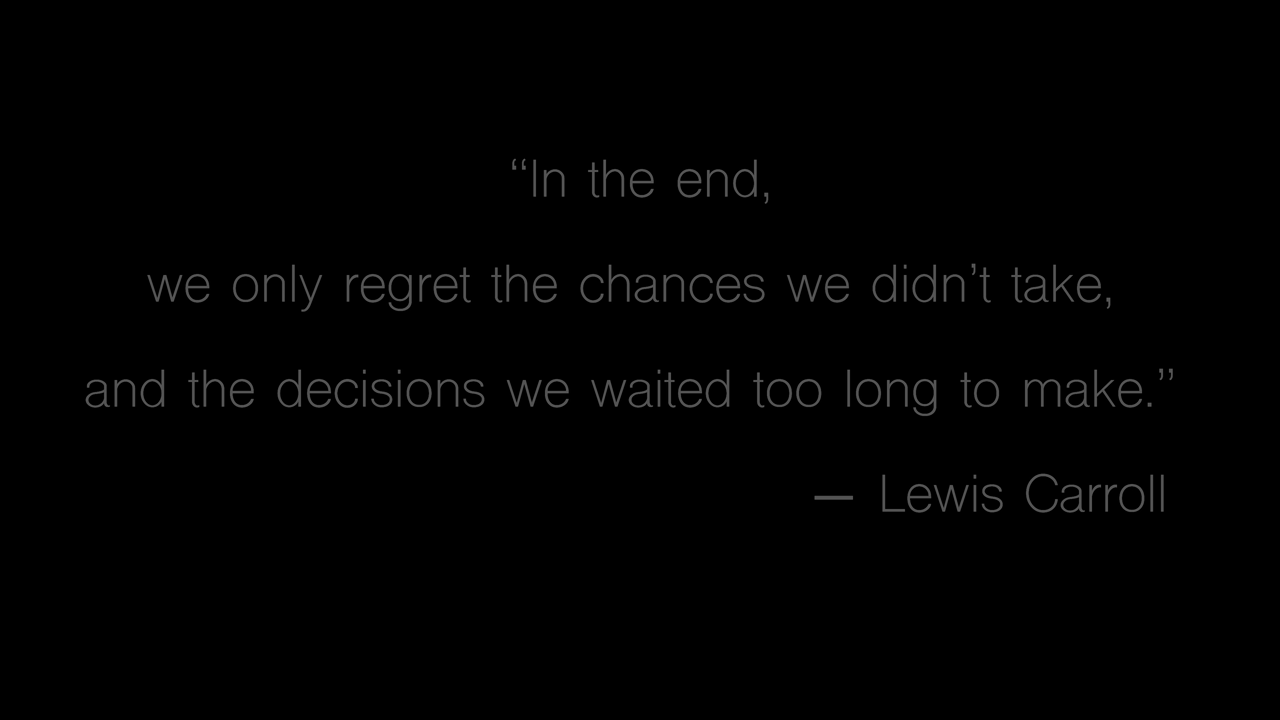 “In the end,
we only regret the chances we didn’t take,
and the decisions we waited too long to make.”
— Lewis Carroll